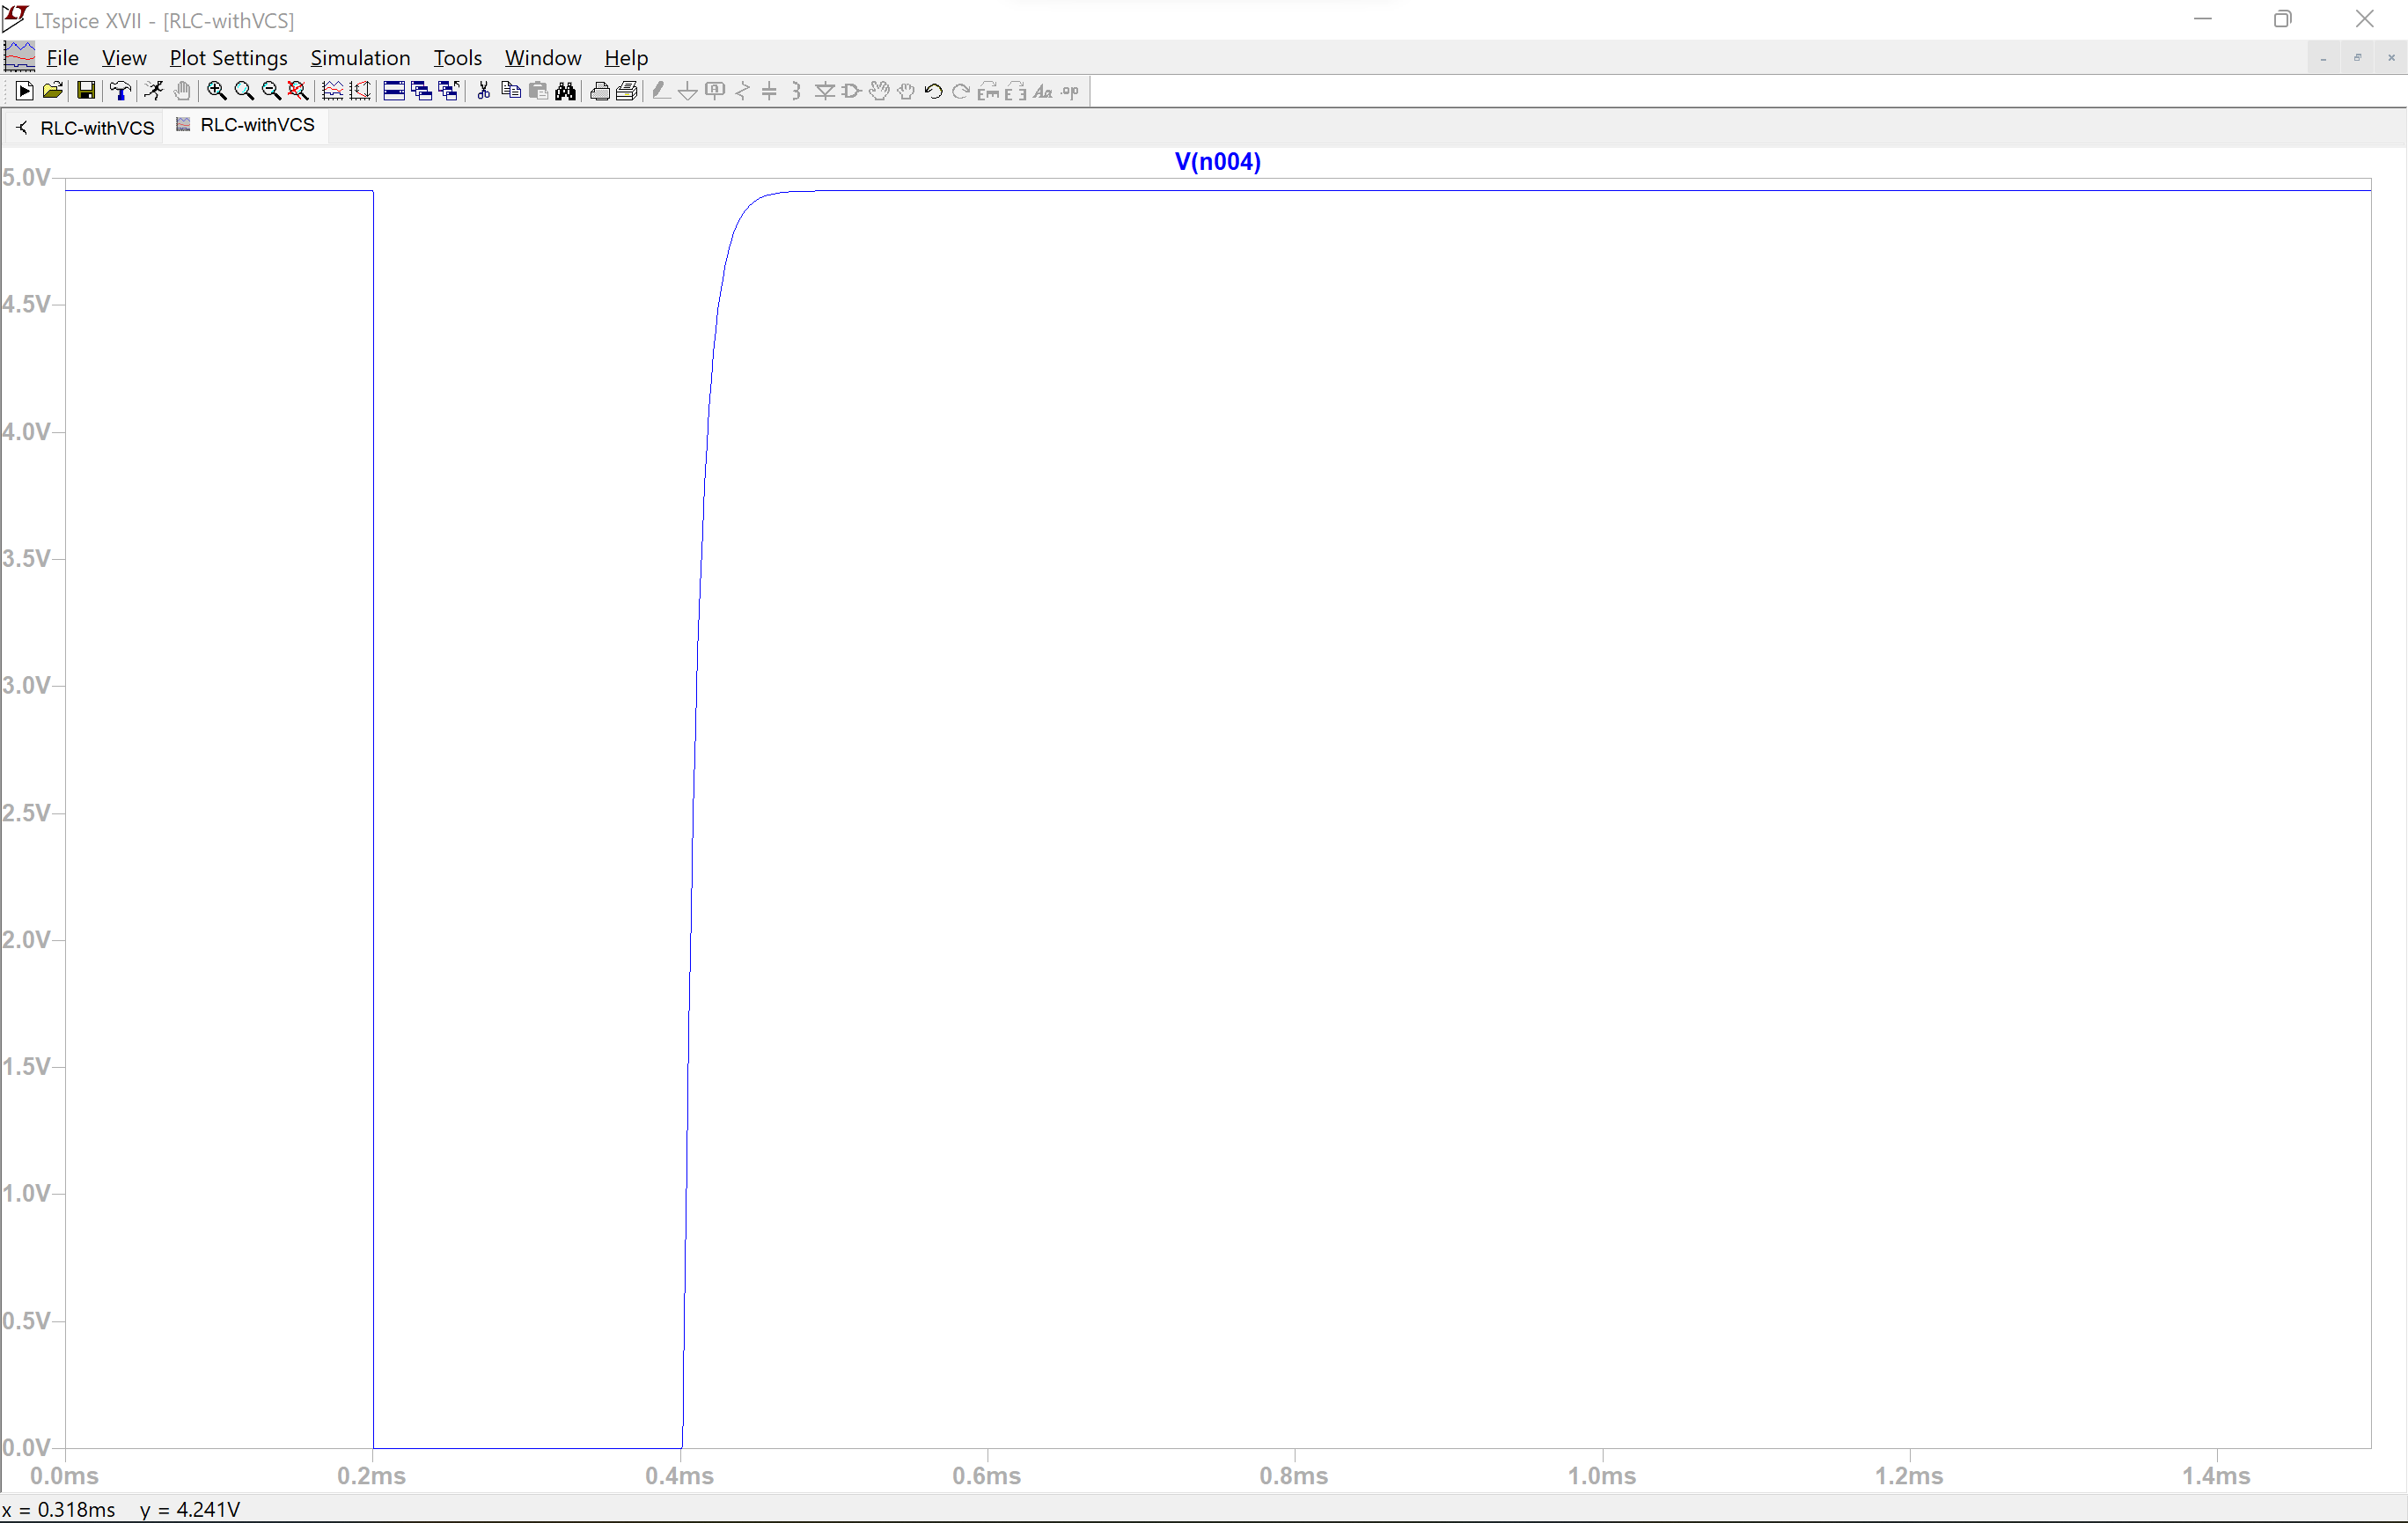 LTspice XVII - [RLC-withVCS]
File View Plot Settings Simulation Tools Window Help
RLC-withVCS RLC-withVCS
V(n004)
5.0V
4.5V
4.0V
3.5V
3.0V
2.5V
2.0V
1.5V
1.0V
0.5V
0.0V
0.0ms 0.2ms 0.4ms 0.6ms 0.8ms 1.0ms 1.2ms 1.4ms
x = 0.318ms y = 4.241V